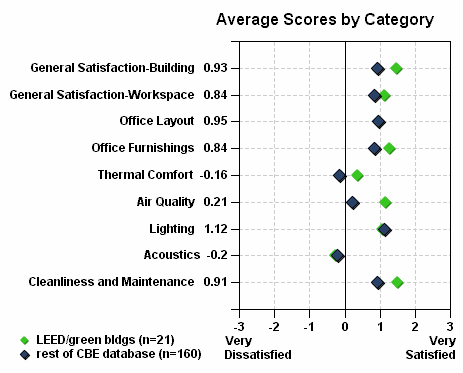 Average Scores by Category
General Satisfaction-Building 0.93
General Satisfaction-Workspace 0.84
Office Layout 0.95
Office Furnishings 0.84
Thermal Comfort -0.16
Air Quality 0.21
Lighting 1.12
Acoustics -0.2
Cleanliness and Maintenance 0.91
-3 -2 -1 0 1 2 3
Very Dissatisfied
Very Satisfied
LEED/green bldgs (n=21)
rest of CBE database (n=160)